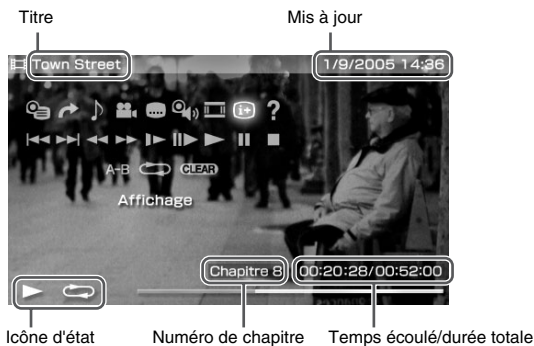 Titre
Mis à jour
Town Street
1/9/2005 14:36
i+ ?
A-B CLEAR
Affichage
Chapitre 8
00:20:28/00:52:00
Icône d'état
Numéro de chapitre
Temps écoulé/durée totale